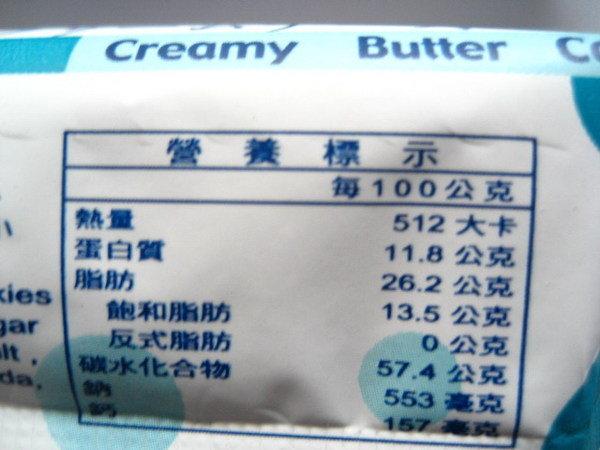 Creamy Butter Co
營養標示
每100公克
熱量 512 大卡
蛋白質 11.8 公克
脂肪 26.2 公克
飽和脂肪 13.5 公克
反式脂肪 0 公克
碳水化合物 57.4 公克
鈉 553 毫克
鈣 157 毫克
kies
gar
lt ,
da,